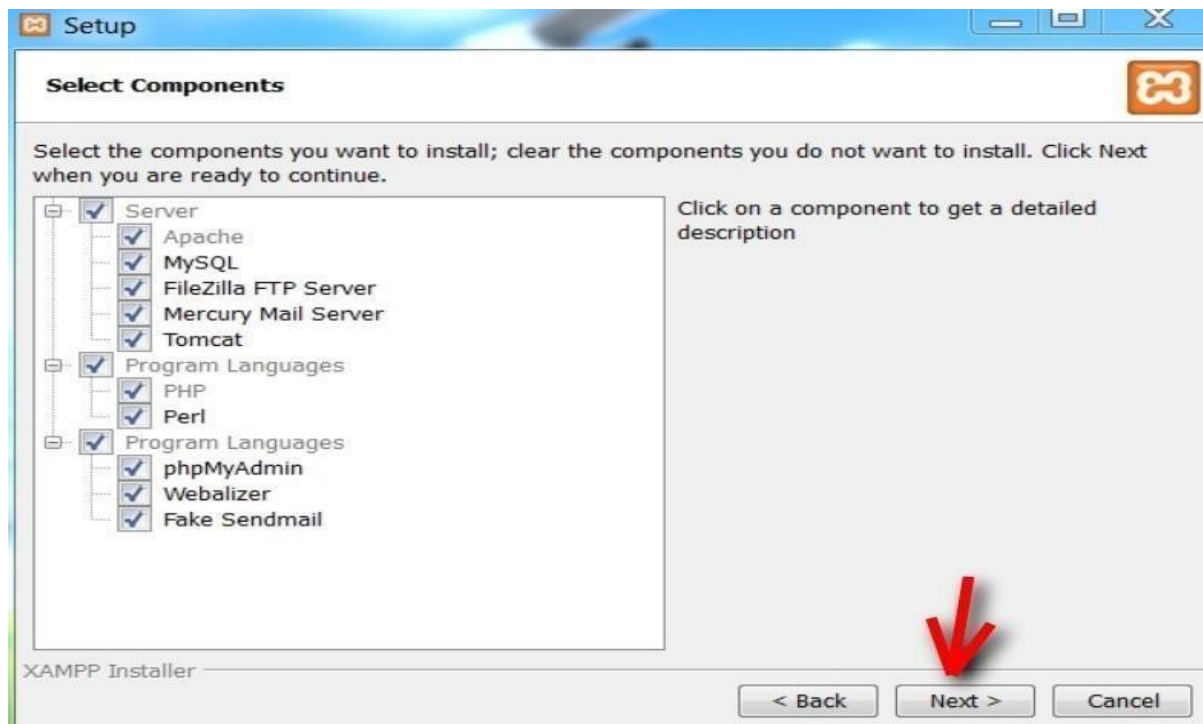 Setup
Select Components
Select the components you want to install; clear the components you do not want to install. Click Next
when you are ready to continue.
Server
Apache
MySQL
FileZilla FTP Server
Mercury Mail Server
Tomcat
Program Languages
PHP
Perl
Program Languages
phpMyAdmin
Webalizer
Fake Sendmail
Click on a component to get a detailed
description
XAMPP Installer
< Back Next > Cancel